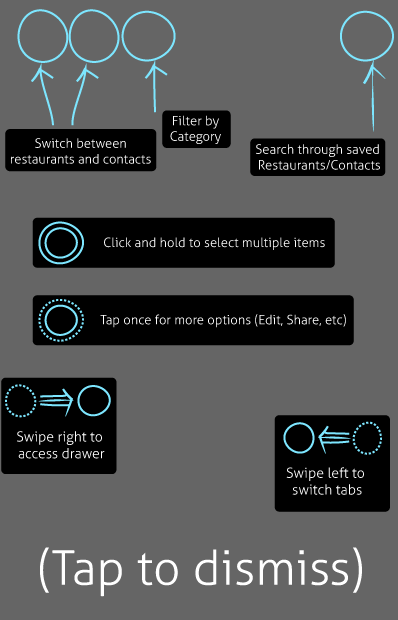 Switch between
restaurants and contacts
Filter by
Category
Search through saved
Restaurants/Contacts
Click and hold to select multiple items
Tap once for more options (Edit, Share, etc)
Swipe right to
access drawer
Swipe left to
switch tabs
(Tap to dismiss)